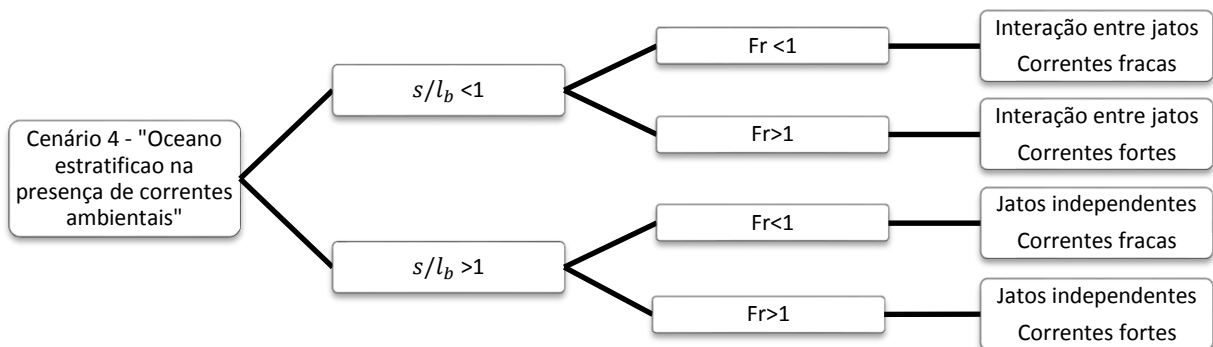 Cenário 4 - "Oceano
estratificao na
presença de correntes
ambientais"
s/l_b <1
Fr <1
Interação entre jatos
Correntes fracas
Fr>1
Interação entre jatos
Correntes fortes
s/l_b >1
Fr<1
Jatos independentes
Correntes fracas
Fr>1
Jatos independentes
Correntes fortes